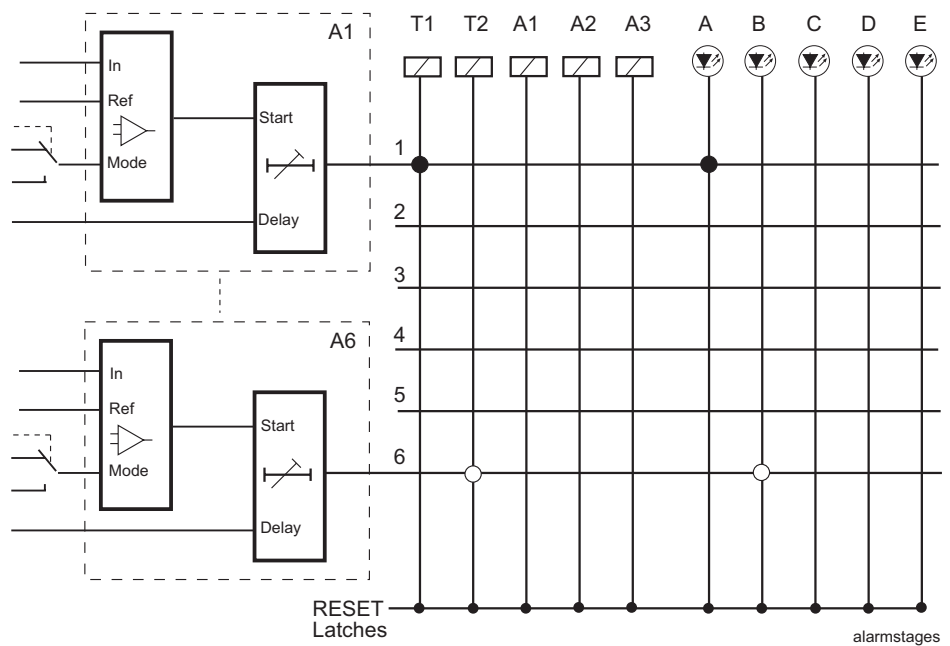 A1
T1 T2 A1 A2 A3 A B C D E
In
Ref
Mode
Start
Delay
1
2
3
4
5
6
A6
In
Ref
Mode
Start
Delay
RESET
Latches
alarmstages